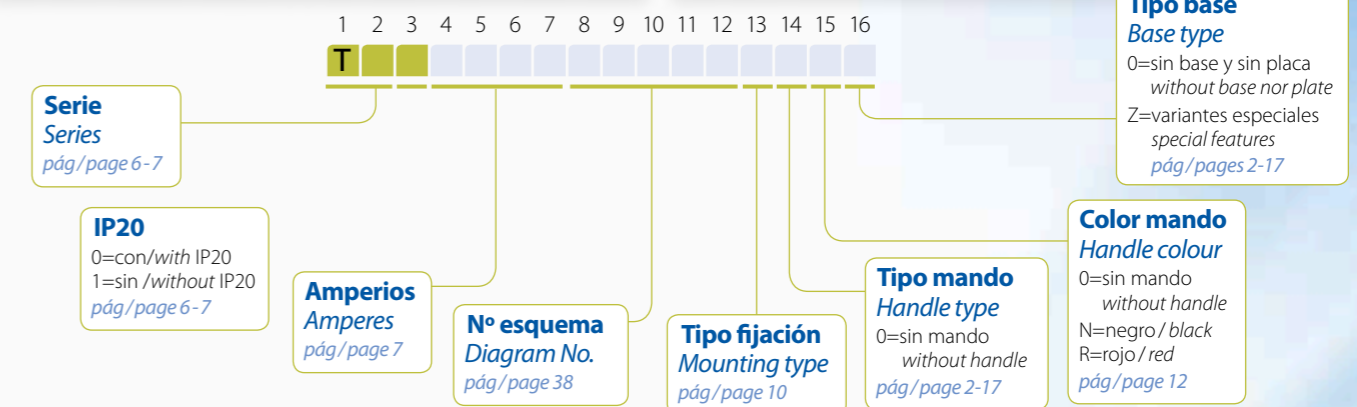 1 2 3 4 5 6 7 8 9 10 11 12 13 14 15 16
T
Serie
Series
pág/page 6-7
IP20
0=con/with IP20
1=sin /without IP20
pág/page 6-7
Amperios
Amperes
pág/page 7
Nº esquema
Diagram No.
pág/page 38
Tipo fijación
Mounting type
pág/page 10
Tipo mando
Handle type
0=sin mando
without handle
pág/page 2-17
Color mando
Handle colour
0=sin mando
without handle
N=negro/black
R=rojo/red
pág/page 12
Tipo base
Base type
0=sin base y sin placa
without base nor plate
Z=variantes especiales
special features
pág/pages 2-17